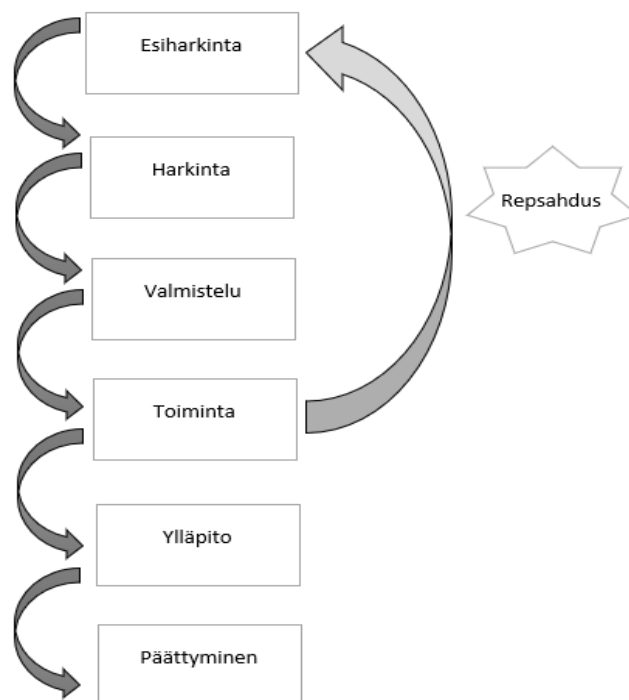 Esiharkinta
Harkinta
Repsahdus
Valmistelu
Toiminta
Ylläpito
Päättyminen